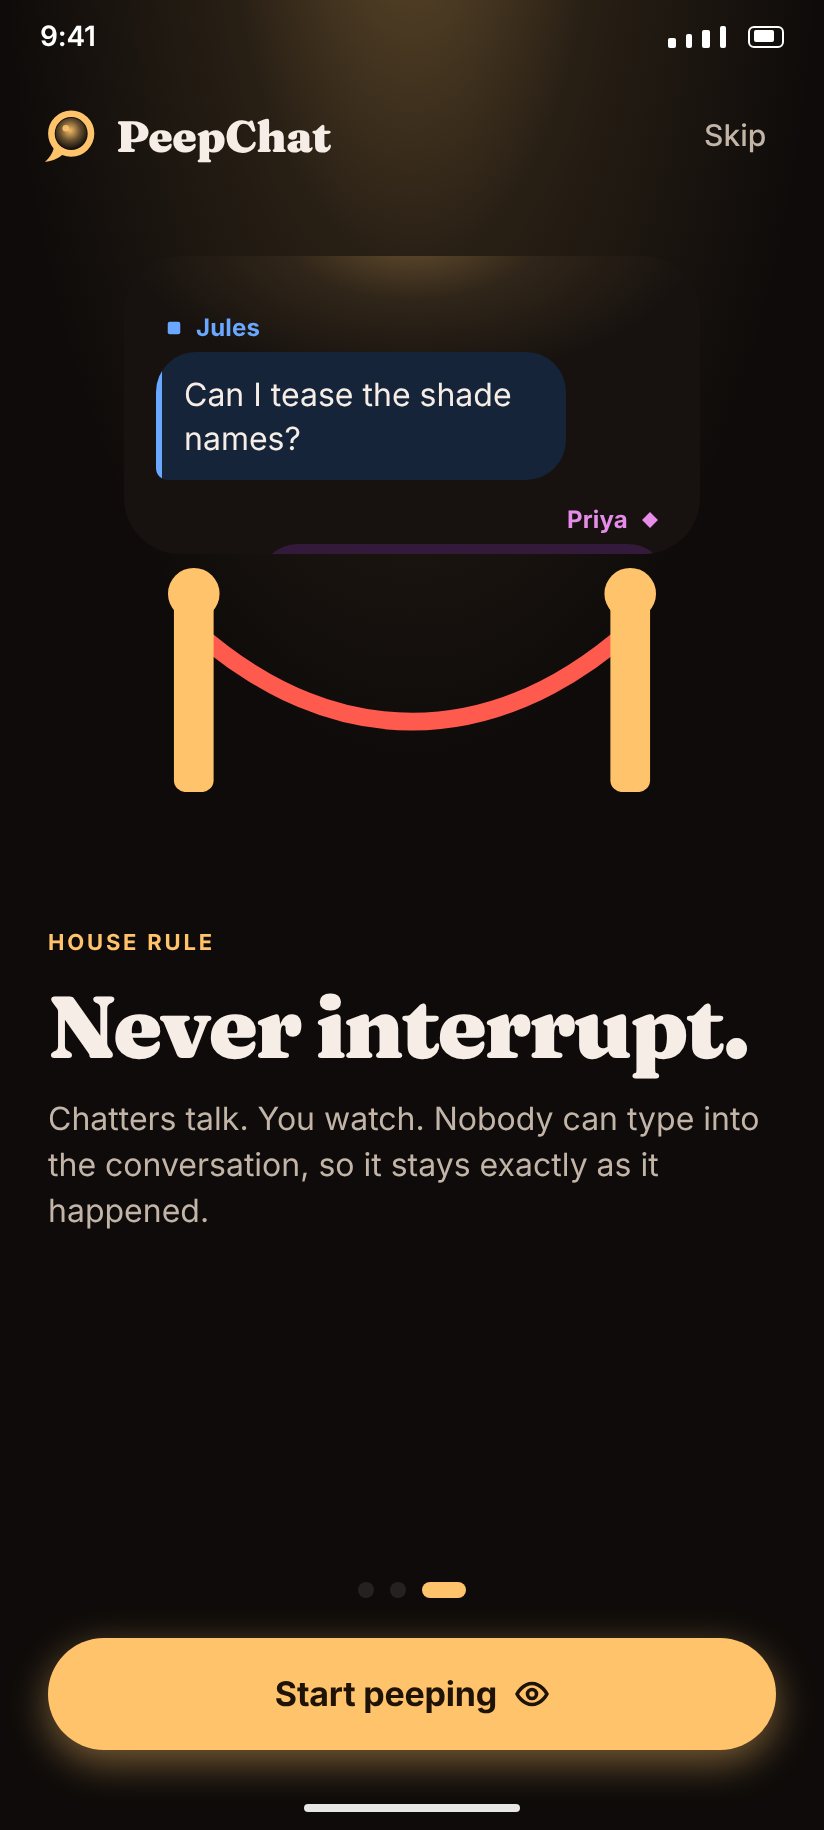 9:41
PeepChat
Skip
Jules
Can I tease the shade
names?
Priya
HOUSE RULE
Never interrupt.
Chatters talk. You watch. Nobody can type into
the conversation, so it stays exactly as it
happened.
Start peeping